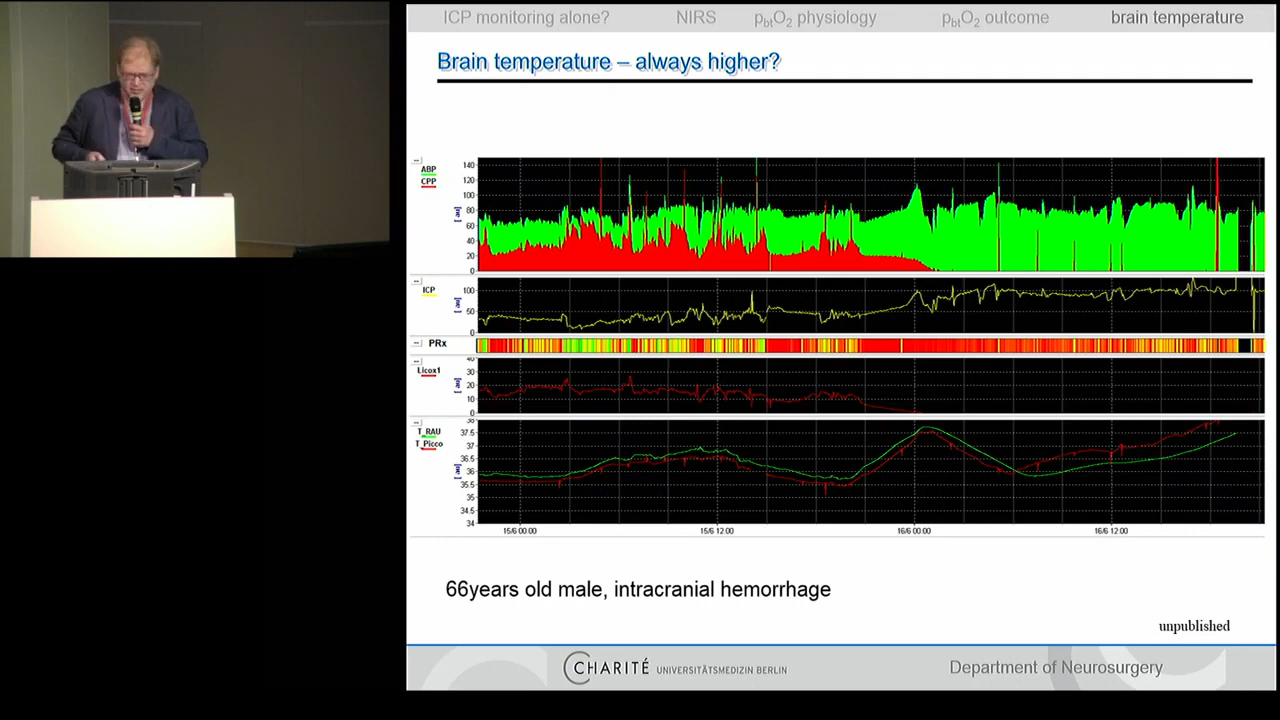 ICP monitoring alone? NIRS pbtO2 physiology pbtO2 outcome brain temperature
Brain temperature – always higher?
ABP
CPP
140
120
100
80
60
40
20
0
ICP
100
50
0
PRx
Licox1
40
30
20
10
0
T_RAU
T_Picco
38
37.5
37
36.5
36
35.5
35
34.5
34
15/6 00:00 15/6 12:00 16/6 00:00 16/6 12:00
66years old male, intracranial hemorrhage
unpublished
CHARITÉ UNIVERSITÄTSMEDIZIN BERLIN
Department of Neurosurgery